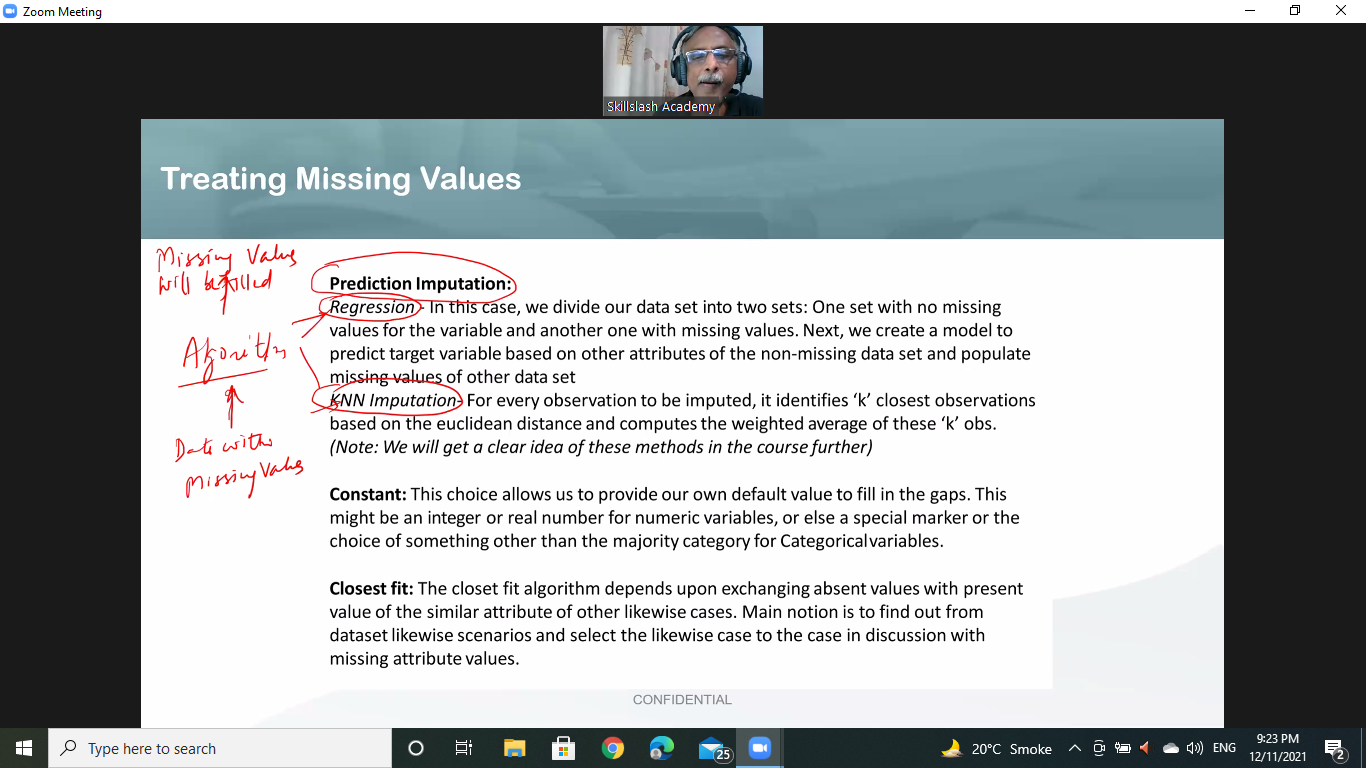 Zoom Meeting
Skillslash Academy
Treating Missing Values
Missing Values
will be filled
Algorithm
Data with
Missing Values
Prediction Imputation:
Regression - In this case, we divide our data set into two sets: One set with no missing
values for the variable and another one with missing values. Next, we create a model to
predict target variable based on other attributes of the non-missing data set and populate
missing values of other data set
KNN Imputation- For every observation to be imputed, it identifies ‘k’ closest observations
based on the euclidean distance and computes the weighted average of these ‘k’ obs.
(Note: We will get a clear idea of these methods in the course further)
Constant: This choice allows us to provide our own default value to fill in the gaps. This
might be an integer or real number for numeric variables, or else a special marker or the
choice of something other than the majority category for Categoricalvariables.
Closest fit: The closet fit algorithm depends upon exchanging absent values with present
value of the similar attribute of other likewise cases. Main notion is to find out from
dataset likewise scenarios and select the likewise case to the case in discussion with
missing attribute values.
CONFIDENTIAL
Type here to search
25
20°C Smoke
ENG
9:23 PM
12/11/2021
2